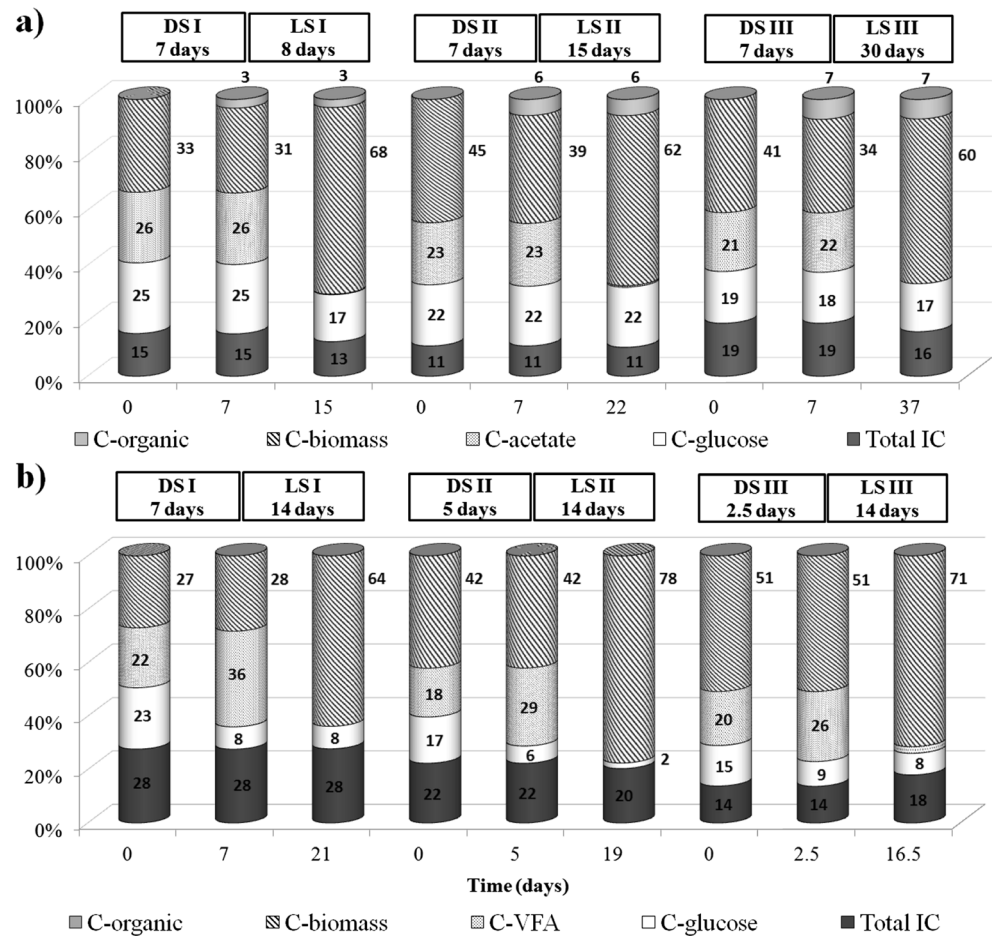 a)
DS I
7 days
LS I
8 days
DS II
7 days
LS II
15 days
DS III
7 days
LS III
30 days
3 3 6 6 7 7
100%
80%
60%
40%
20%
0%
33 31 68 45 39 62 41 34 60
26 26 23 23 21 22
25 25 17 22 22 22 19 18 17
15 15 13 11 11 11 19 19 16
0 7 15 0 7 22 0 7 37
C-organic C-biomass C-acetate C-glucose Total IC
b)
DS I
7 days
LS I
14 days
DS II
5 days
LS II
14 days
DS III
2.5 days
LS III
14 days
100%
80%
60%
40%
20%
0%
27 28 64 42 42 78 51 51 71
22 36 18 29 20 26
23 8 8 17 6 2 15 9 8
28 28 28 22 22 20 14 14 18
0 7 21 0 5 19 0 2.5 16.5
Time (days)
C-organic C-biomass C-VFA C-glucose Total IC